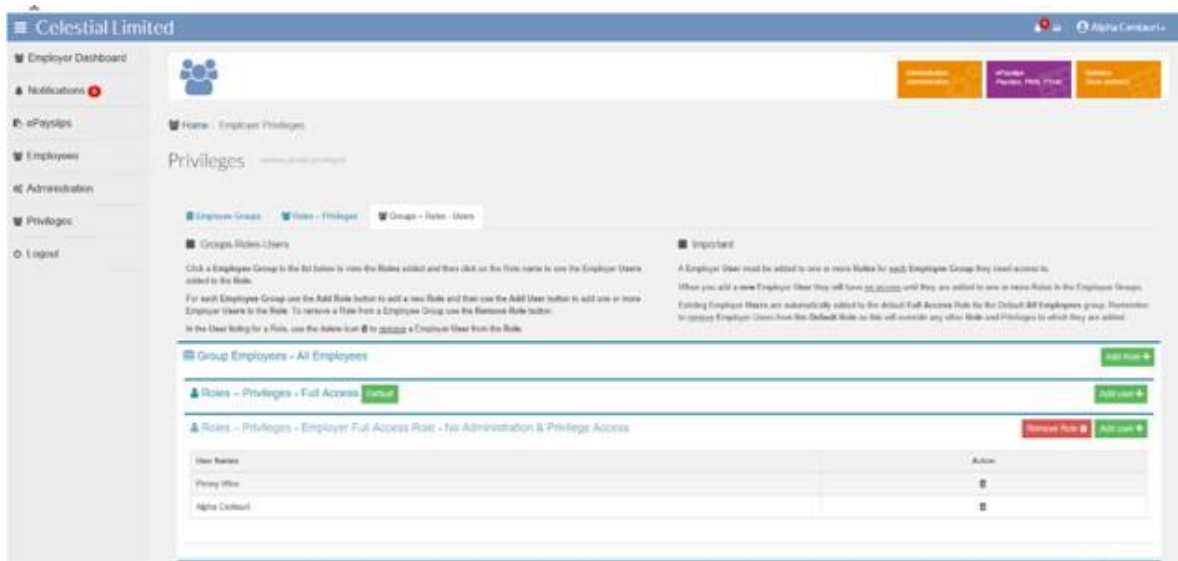 Celestial Limited
Alpha Centauri
Employer Dashboard
Notifications
ePayslips
Employees
Administration
Privileges
Logout
Home / Employer Privileges
Privileges
Employee Groups
Roles – Privileges
Groups – Roles - Users
Groups-Roles-Users
Click a Employee Group in the list below to view the Roles added and then click on the Role name to see the Employer Users
added to the Role.
For each Employee Group use the Add Role button to add a new Role and then use the Add User button to add one or more
Employer Users to the Role. To remove a Role from a Employee Group use the Remove Role button.
In the User listing for a Role, use the delete icon to remove a Employer User from the Role.
Important
A Employer User must be added to one or more Roles for each Employee Group they need access to.
When you add a new Employer User they will have no access until they are added to one or more Roles in the Employee Groups.
Existing Employer Users are automatically added to the default Full Access Role for the Default All Employees group. Remember
to remove Employer Users from this Default Role as this will override any other Role and Privileges to which they are added.
Group Employees - All Employees
Add Role
Roles – Privileges - Full Access Default
Add user
Roles – Privileges - Employer Full Access Role - No Administration & Privilege Access
Remove Role
Add user
User Names
Action
Penny
Alpha Centauri